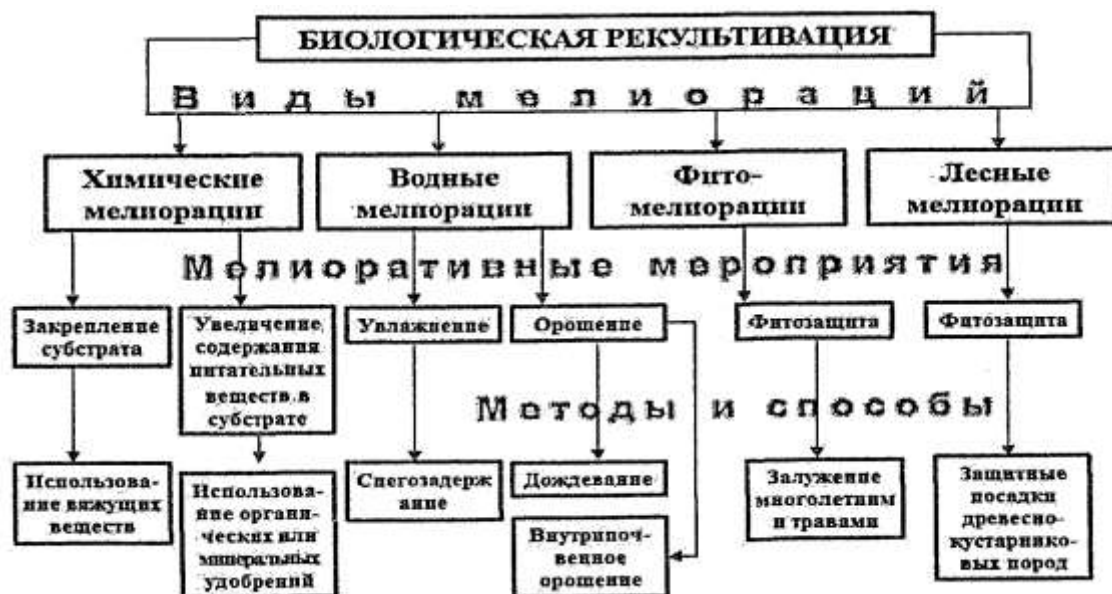 БИОЛОГИЧЕСКАЯ РЕКУЛЬТИВАЦИЯ
Виды мелиораций
Химические
мелиорации
Водные
мелиорации
Фито-
мелиорации
Лесные
мелиорации
Мелиоративные мероприятия
Закрепление
субстрата
Увеличение
содержания
питательных
веществ в
субстрате
Увлажнение
Орошение
Фитозащита
Фитозащита
Методы и способы
Использова-
ние вяжущих
веществ
Использова-
ние органи-
ческих или
минеральных
удобрений
Снегозадерж
ание
Дождевание
Внутрипоч-
венное
орошение
Залужение
многолетним
и травами
Защитные
посадки
древесно-
кустарнико-
вых пород